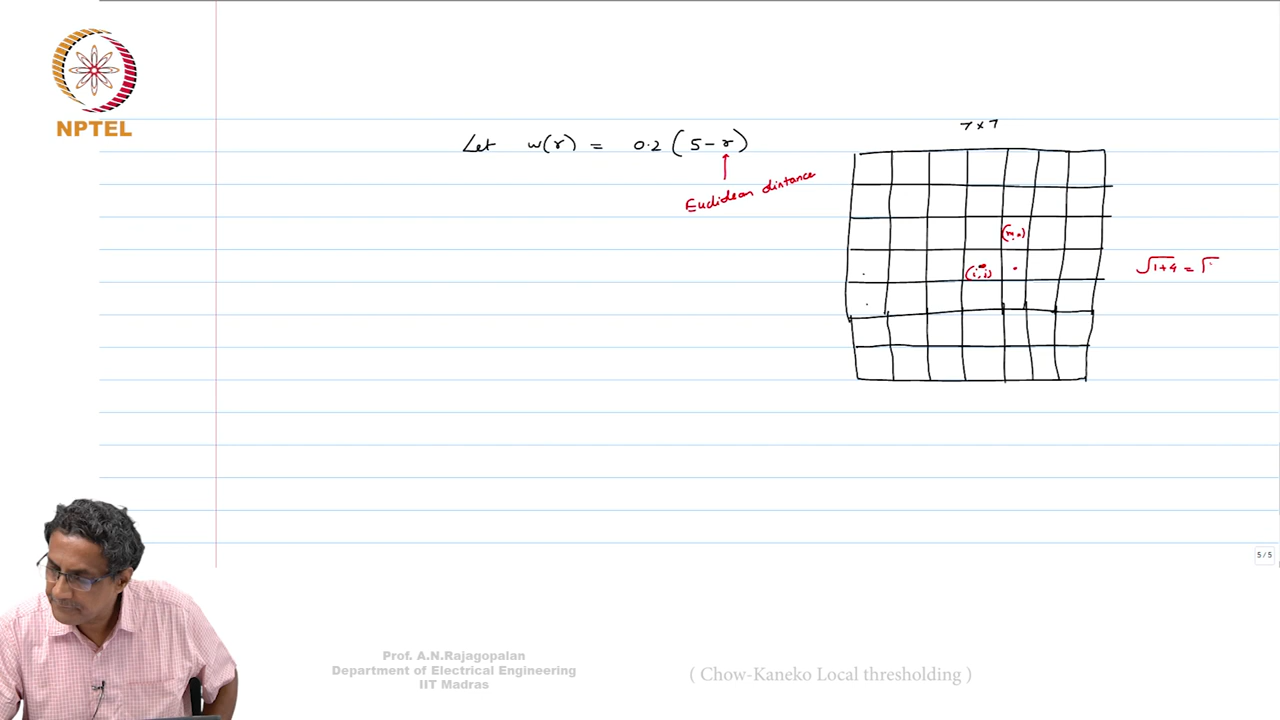 NPTEL
7×7
Let w(r) = 0.2 (5-r)
Euclidean distance
(m,n)
(i,j)
√1+4 = √
5 / 5
Prof. A.N.Rajagopalan
Department of Electrical Engineering
IIT Madras
( Chow-Kaneko Local thresholding )